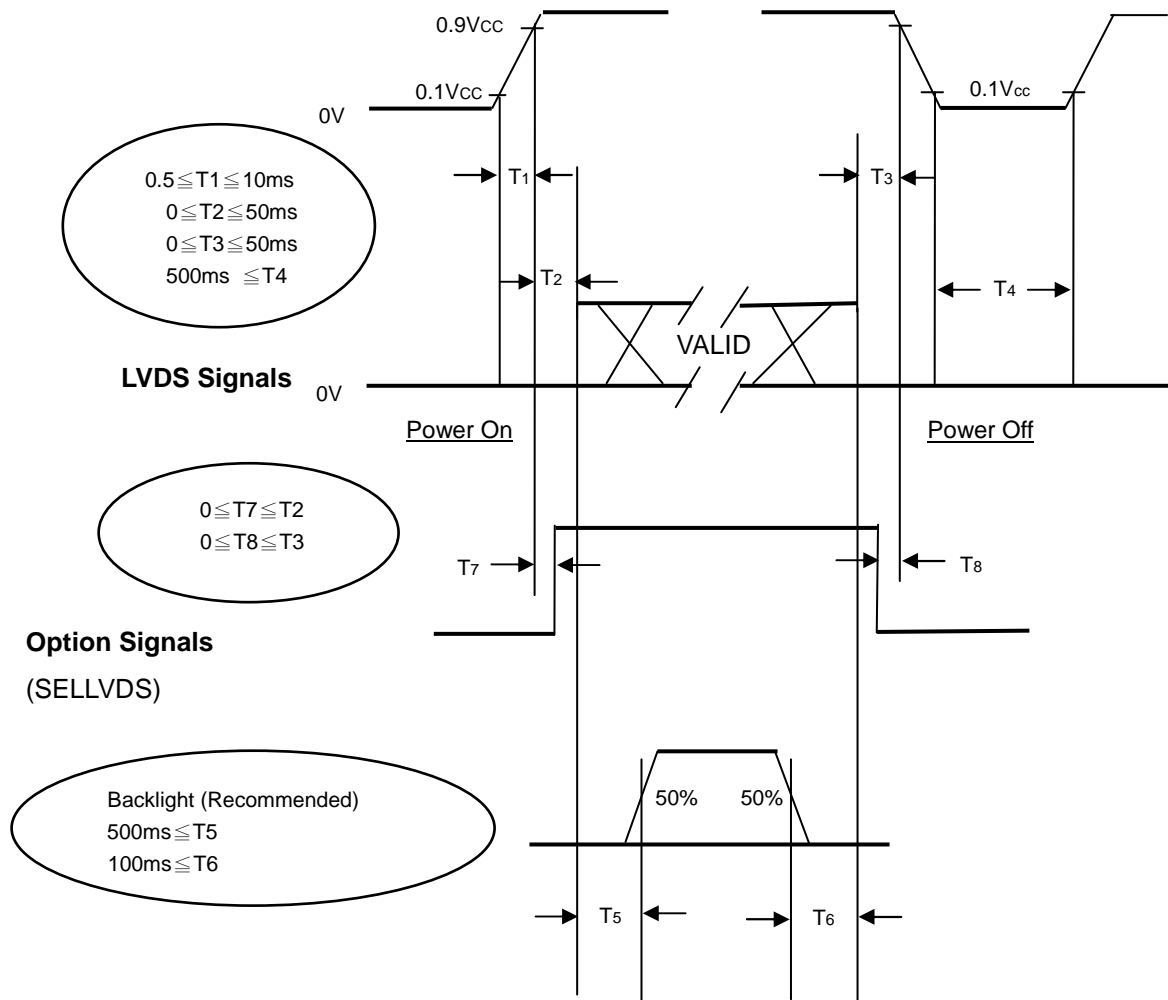 0.9VCC
0.1VCC
0.1Vcc
0V
0.5≦T1≦10ms
0≦T2≦50ms
0≦T3≦50ms
500ms ≦T4
T1
T3
T2
T4
VALID
LVDS Signals
0V
Power On
Power Off
0≦T7≦T2
0≦T8≦T3
T7
T8
Option Signals
(SELLVDS)
Backlight (Recommended)
500ms≦T5
100ms≦T6
50%
50%
T5
T6